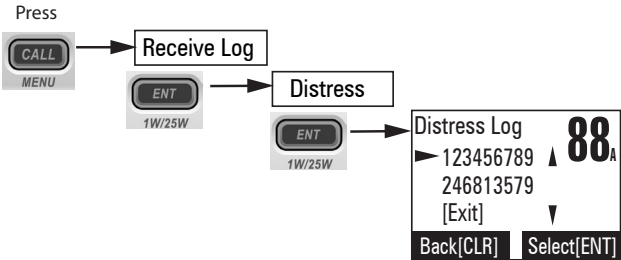 Press
CALL
MENU
Receive Log
ENT
1W/25W
Distress
ENT
1W/25W
Distress Log
88A
123456789
246813579
[Exit]
Back[CLR] Select[ENT]